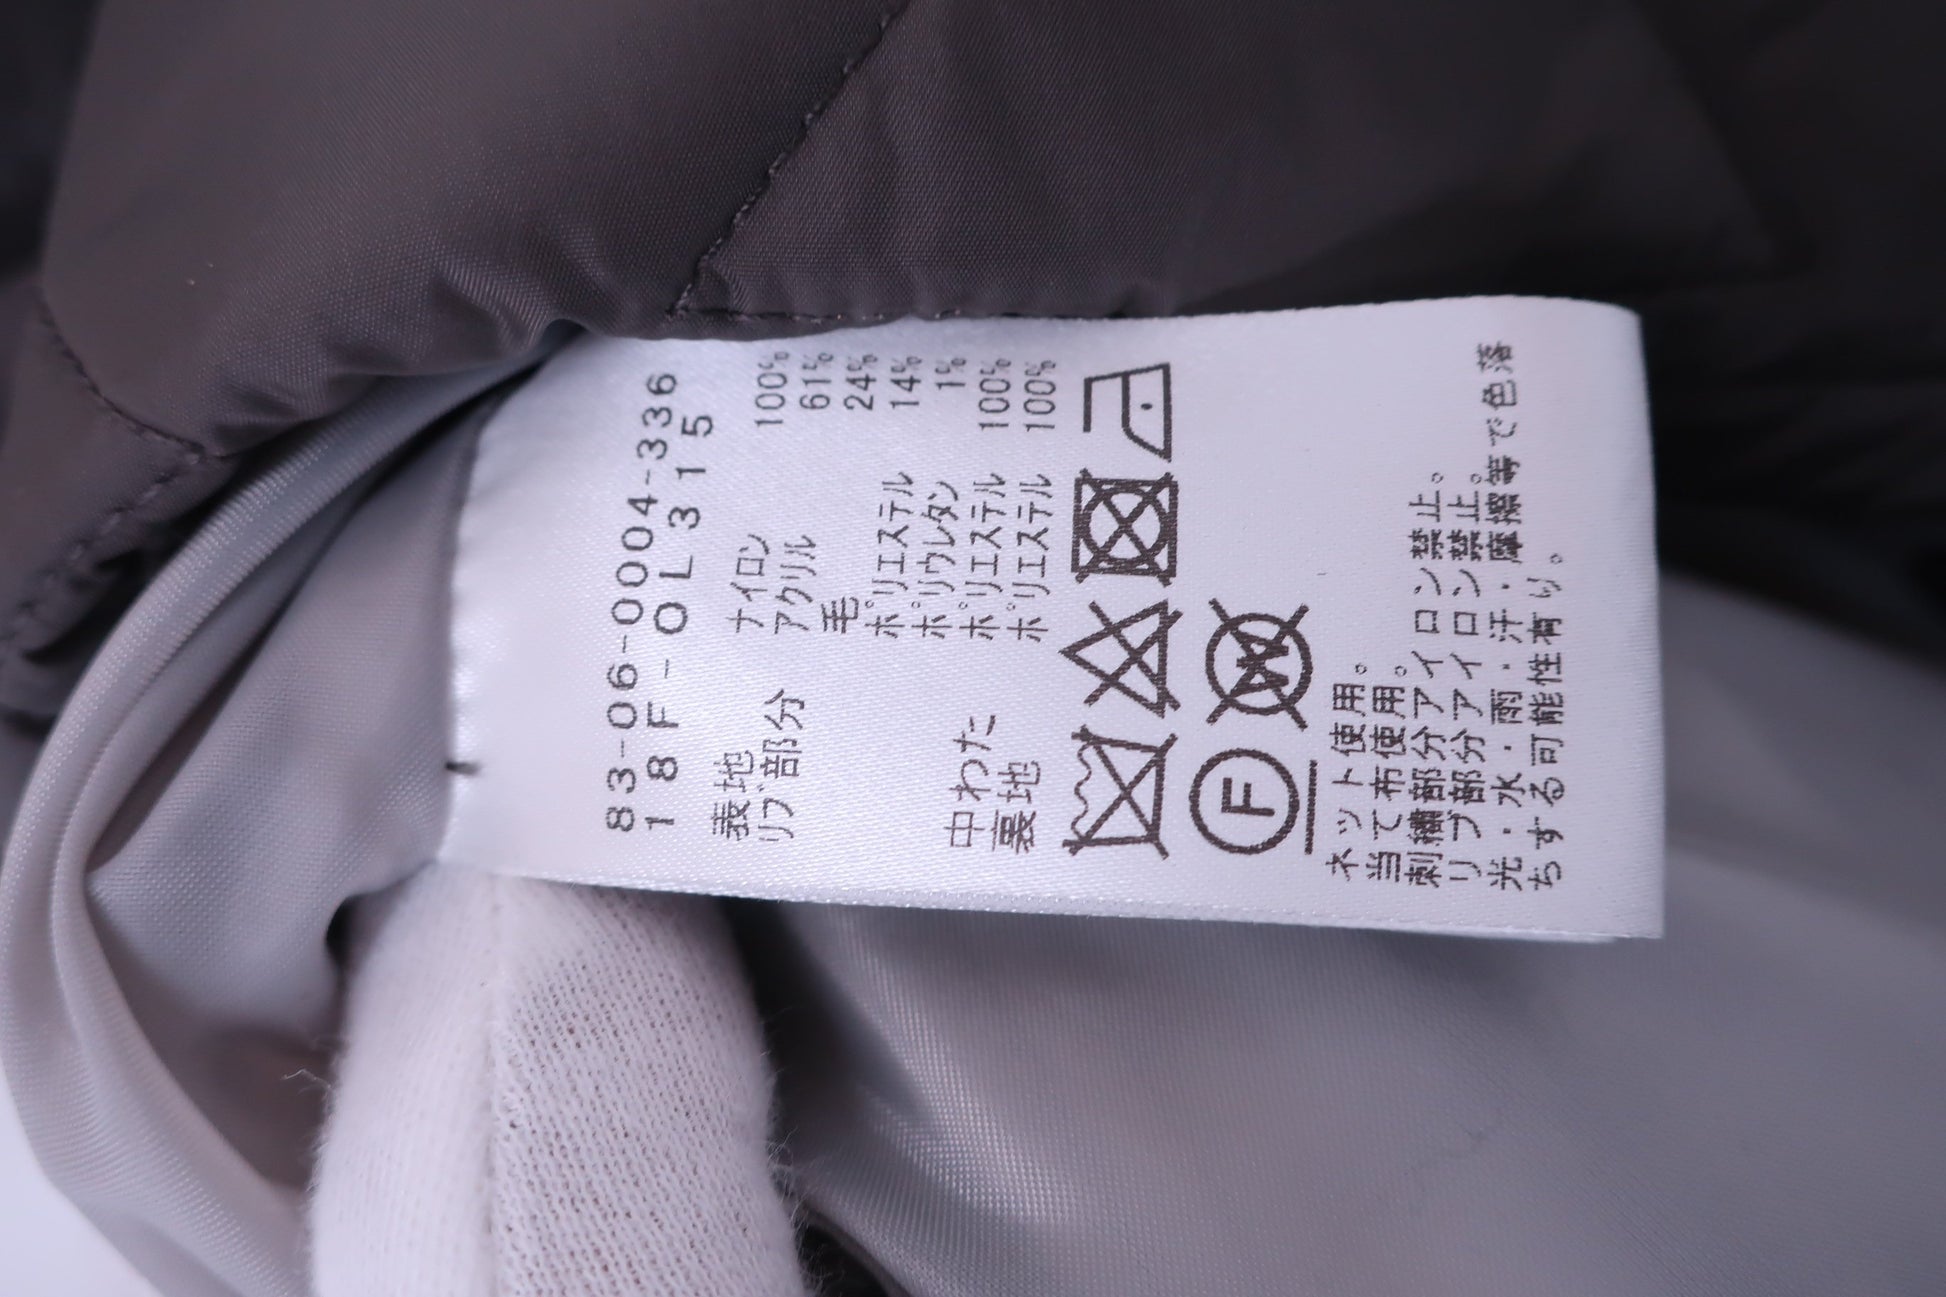 83-06-0004-336
18F-OL315
表地 ナイロン 100%
リブ部分 アクリル 61%
毛 24%
ポリエステル 14%
ポリウレタン 1%
中わた ポリエステル 100%
裏地 ポリエステル 100%
F W
ネット使用。
当て布使用。
刺繍部分アイロン禁止。
リブ部分アイロン禁止。
光・水・雨・汗・摩擦等で色落
ちする可能性有り。